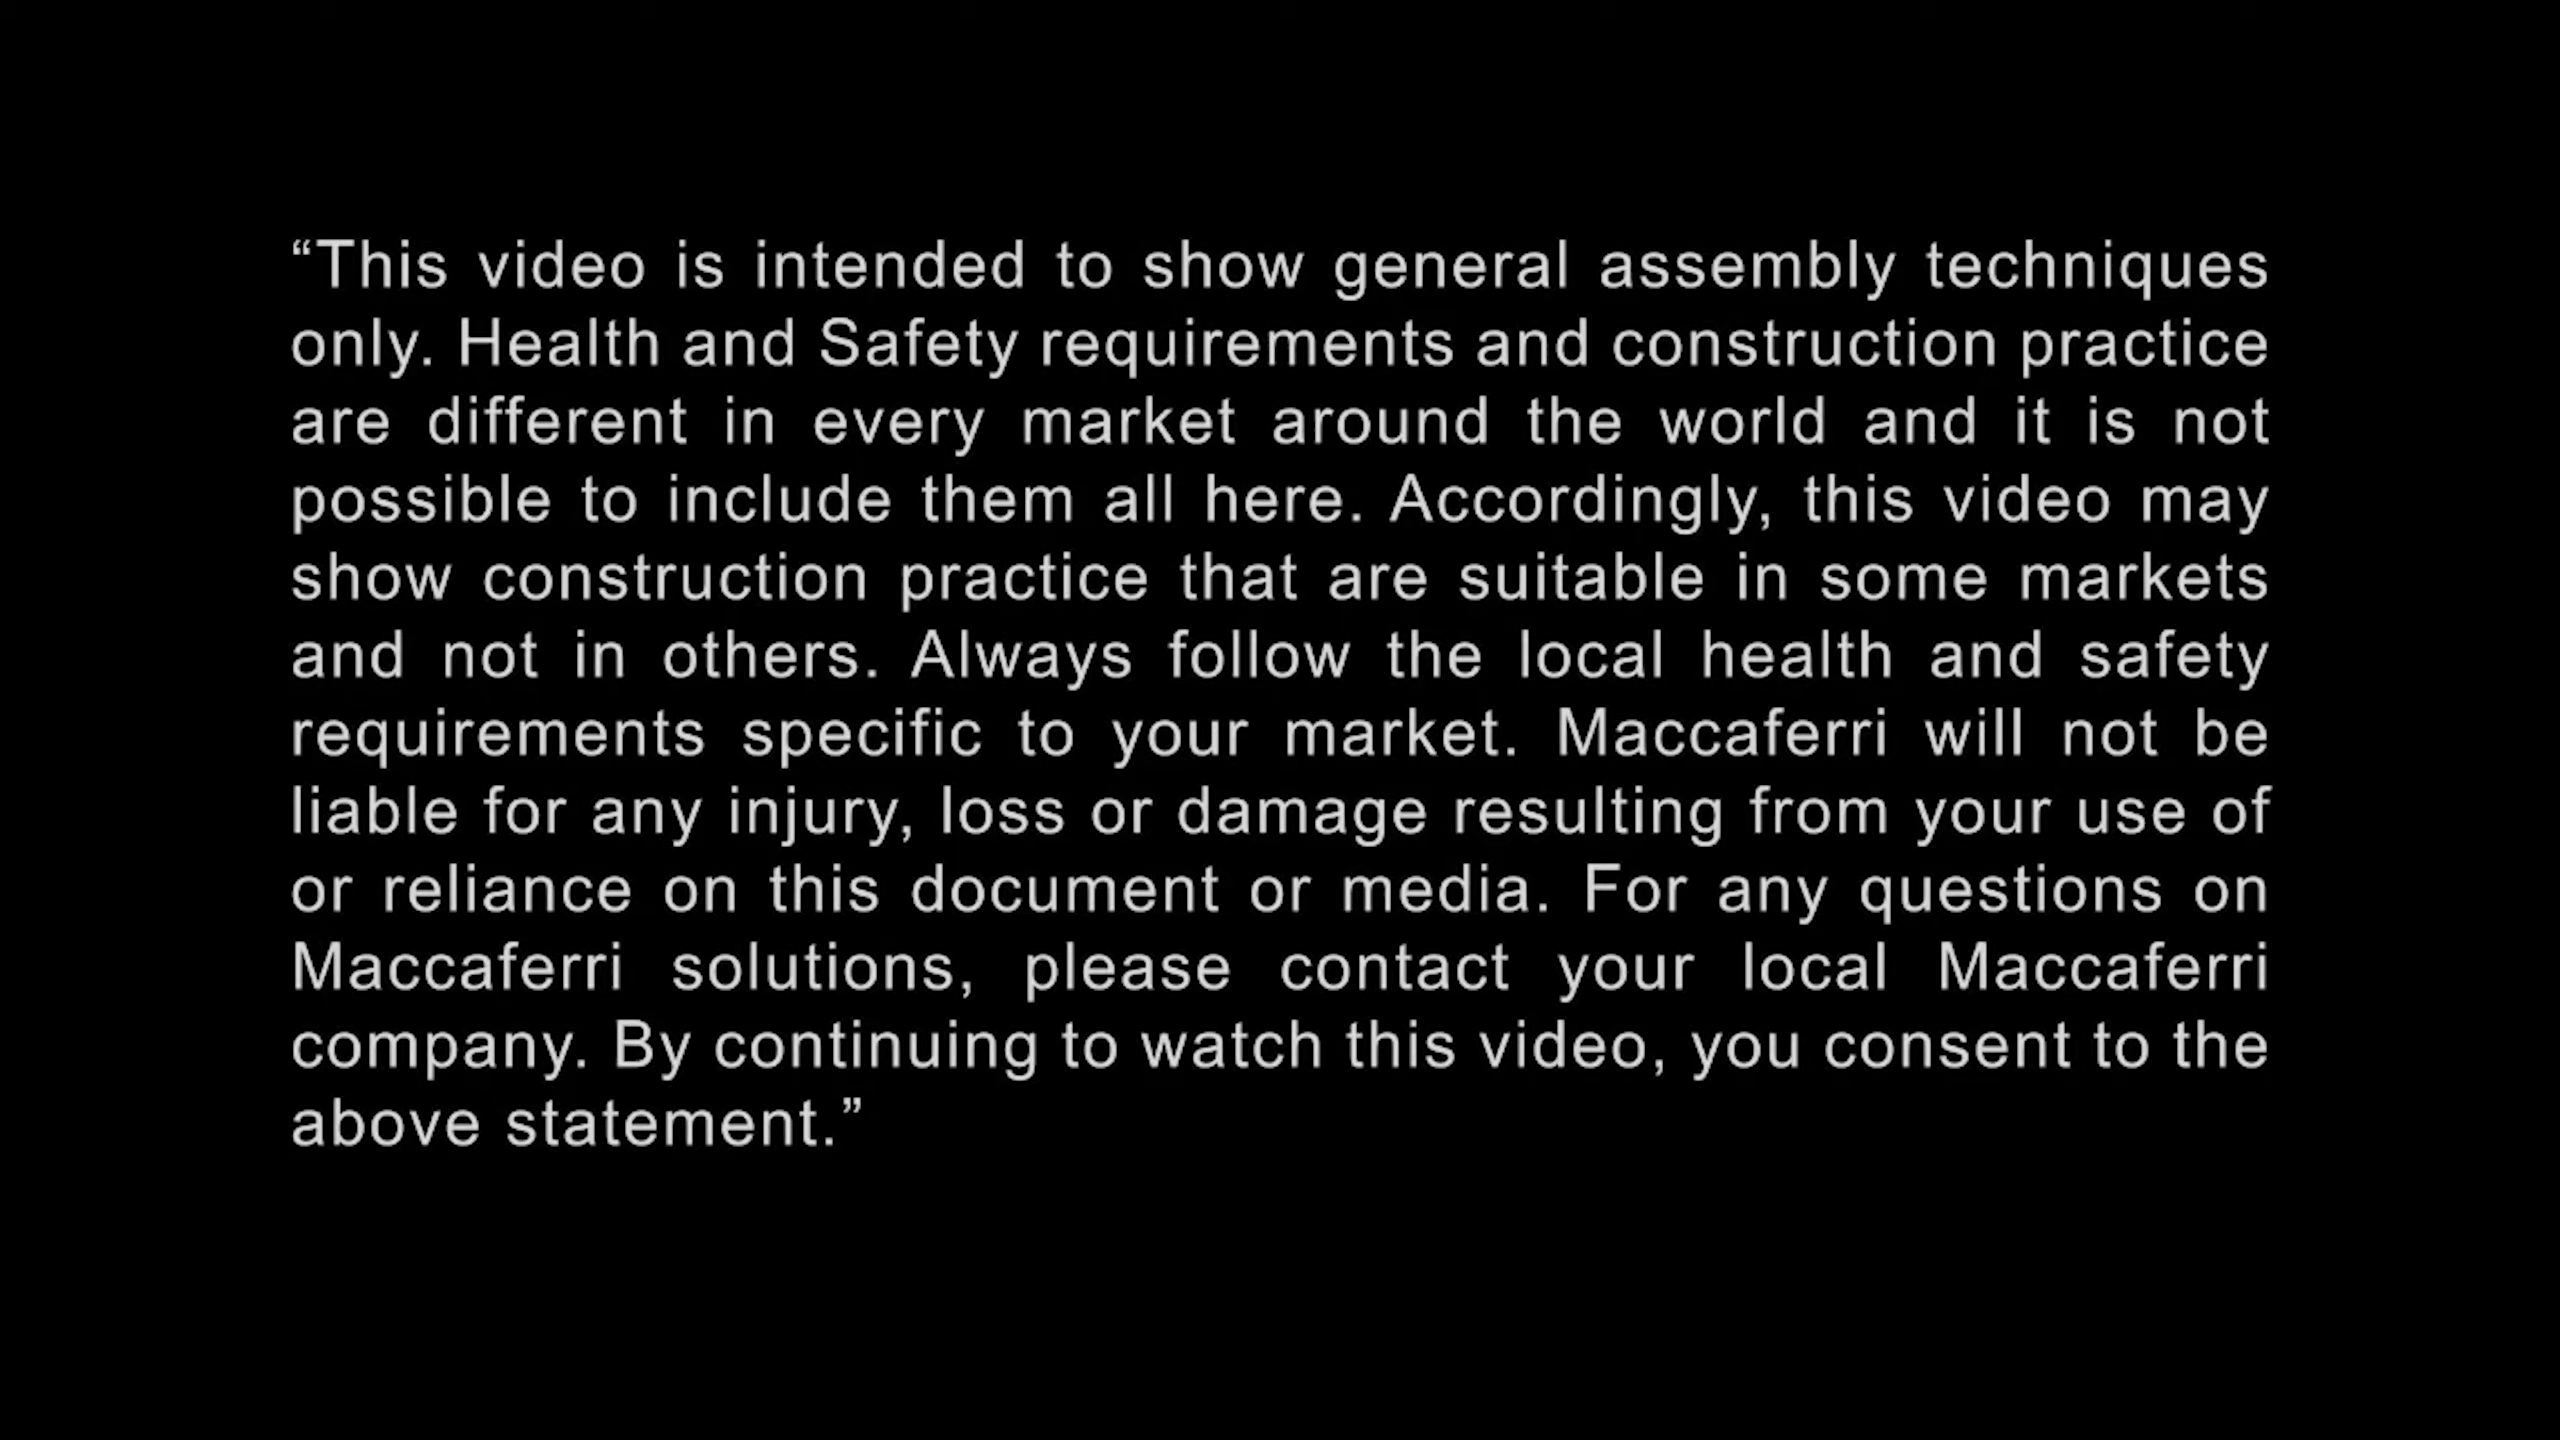 “This video is intended to show general assembly techniques
only. Health and Safety requirements and construction practice
are different in every market around the world and it is not
possible to include them all here. Accordingly, this video may
show construction practice that are suitable in some markets
and not in others. Always follow the local health and safety
requirements specific to your market. Maccaferri will not be
liable for any injury, loss or damage resulting from your use of
or reliance on this document or media. For any questions on
Maccaferri solutions, please contact your local Maccaferri
company. By continuing to watch this video, you consent to the
above statement.”